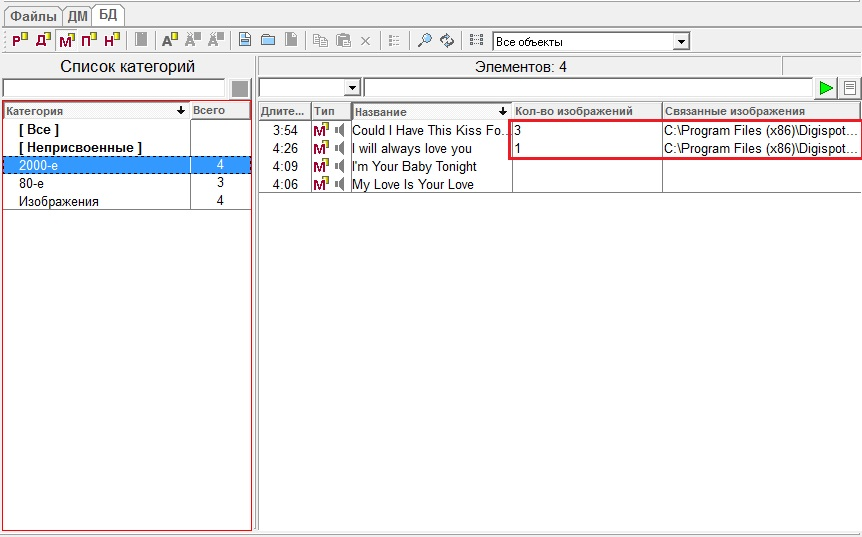 Файлы ДМ БД
Р Д М П Н А А А Все объекты
Список категорий Элементов: 4
Категория Всего Длите... Тип Название Кол-во изображений Связанные изображения
[ Все ] 3:54 М Could I Have This Kiss Fo... 3 C:\Program Files (x86)\Digispot...
[ Неприсвоенные ] 4:26 М I will always love you 1 C:\Program Files (x86)\Digispot...
2000-е 4 4:09 М I'm Your Baby Tonight
80-е 3 4:06 М My Love Is Your Love
Изображения 4